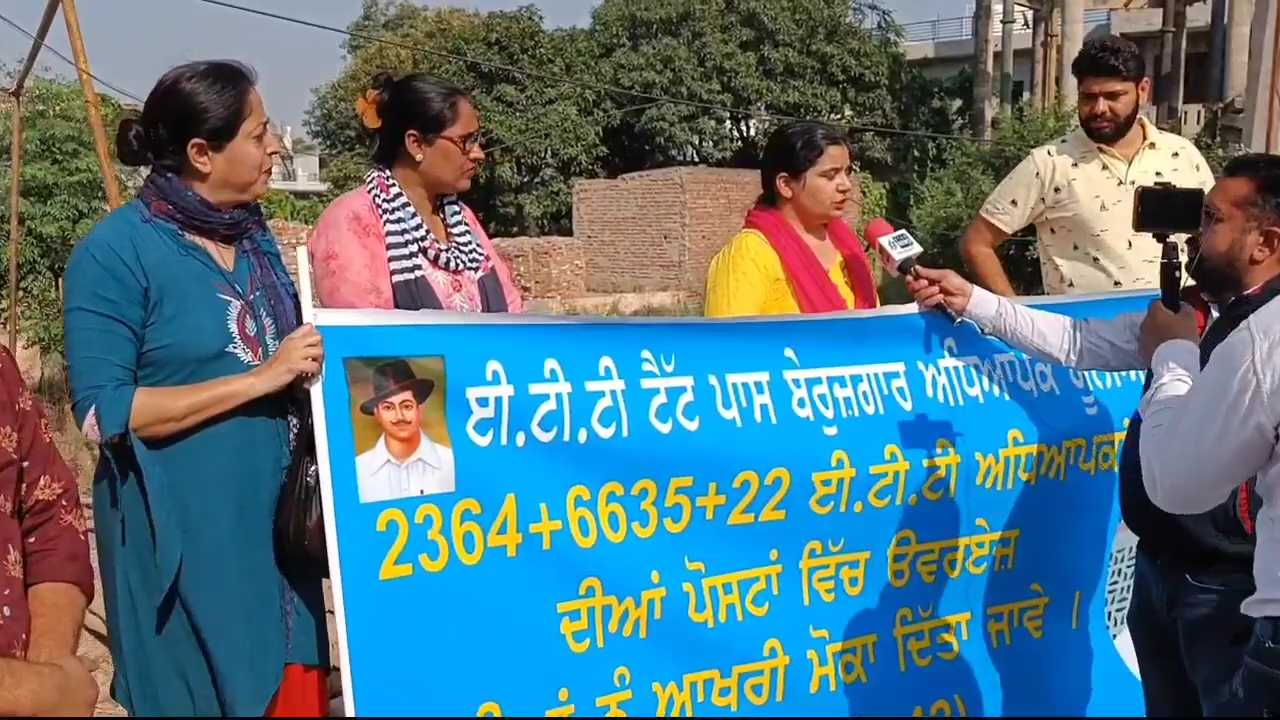 ਈ.ਟੀ.ਟੀ ਟੈੱਟ ਪਾਸ ਬੇਰੁਜ਼ਗਾਰ ਅਧਿਆਪਕ
2364+6635+22 ਈ.ਟੀ.ਟੀ ਅਧਿਆਪਕਾਂ
ਦੀਆਂ ਪੋਸਟਾਂ ਵਿੱਚ ਓਵਰਏਜ਼
ਨੂੰ ਆਖਰੀ ਮੋਕਾ ਦਿੱਤਾ ਜਾਵੇ ।